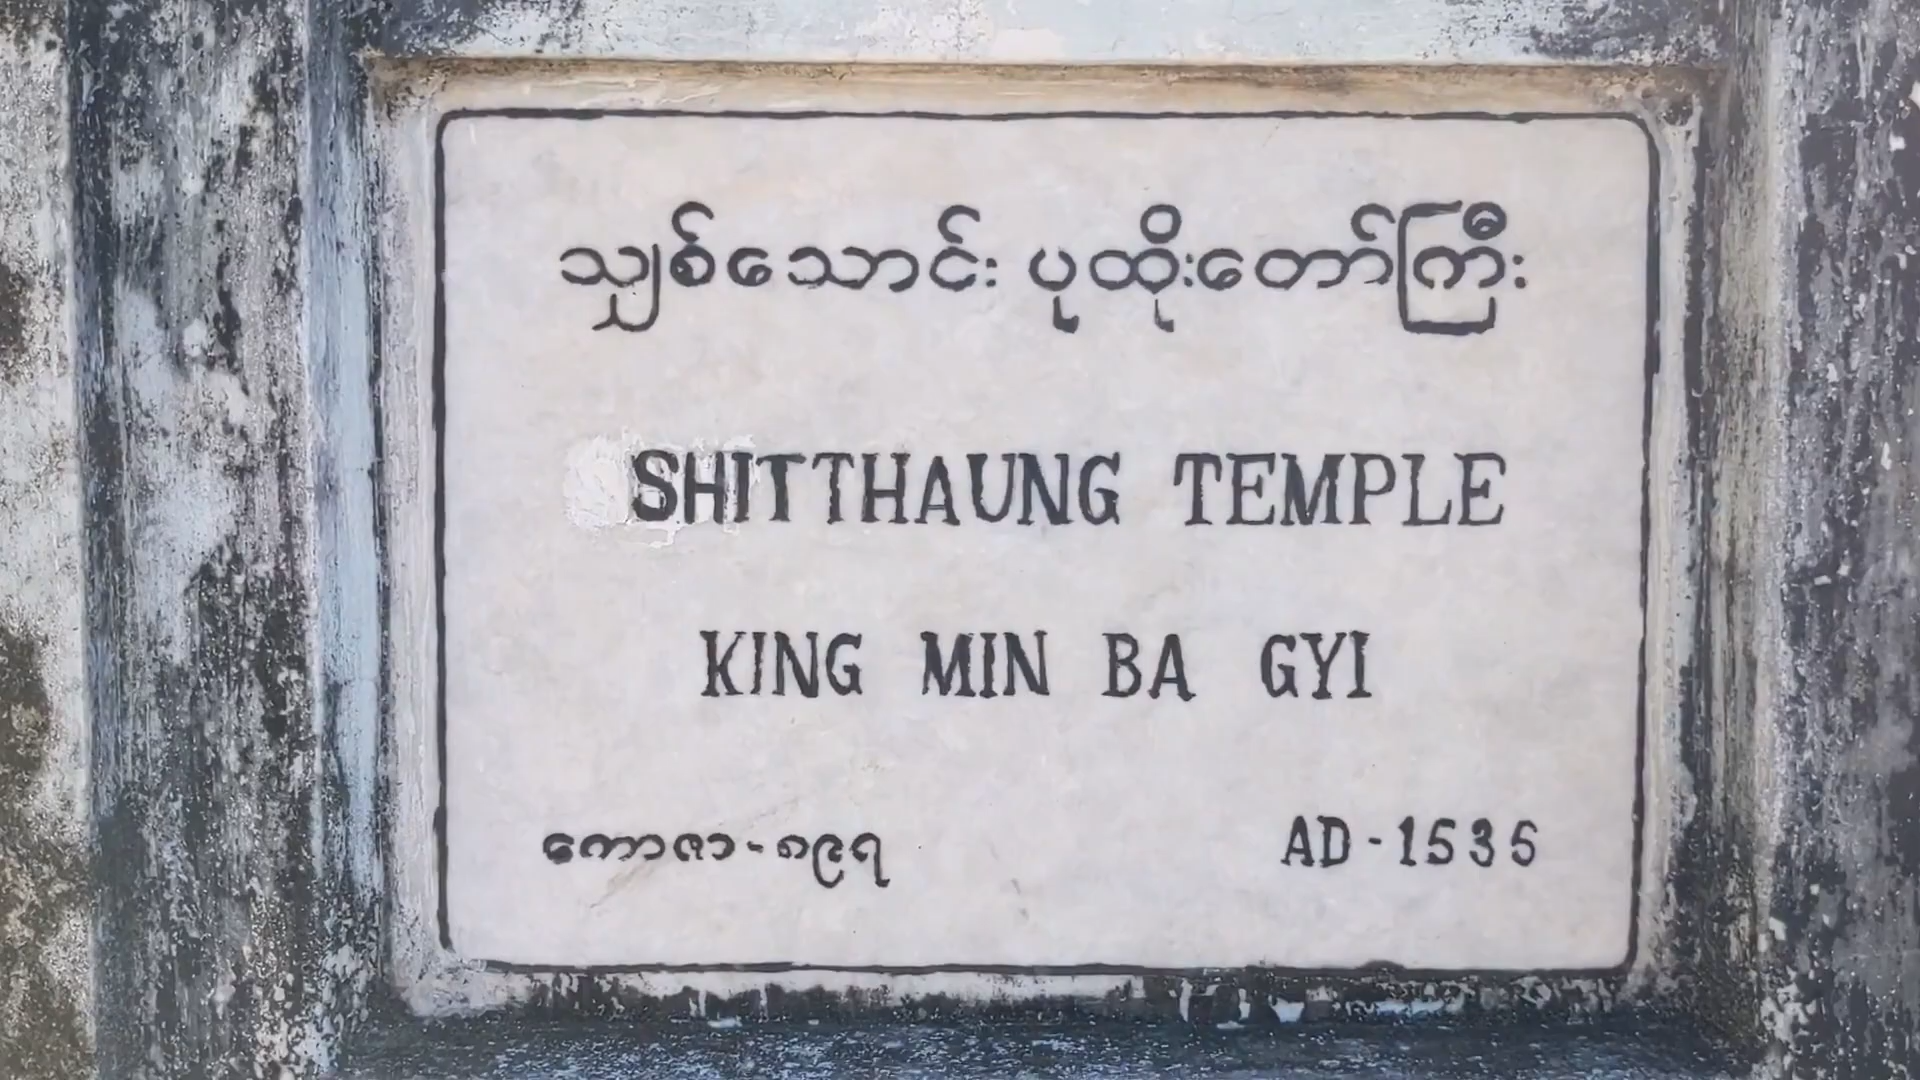 သျှစ်သောင်း ပုထိုးတော်ကြီး
SHITTHAUNG TEMPLE
KING MIN BA GYI
ကောဇာ-၈၉၇ AD-1535